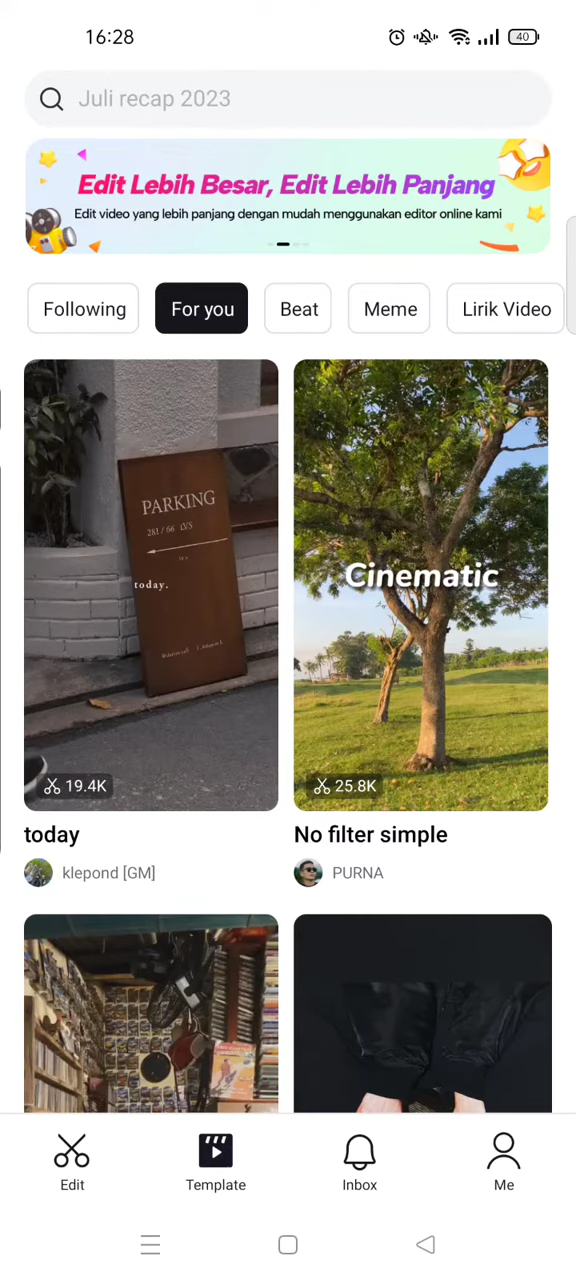 16:28
40
Juli recap 2023
Edit Lebih Besar, Edit Lebih Panjang
Edit video yang lebih panjang dengan mudah menggunakan editor online kami
Following
For you
Beat
Meme
Lirik Video
PARKING
281 / 66
today.
Cinematic
19.4K
25.8K
today
No filter simple
klepond [GM]
PURNA
Edit
Template
Inbox
Me